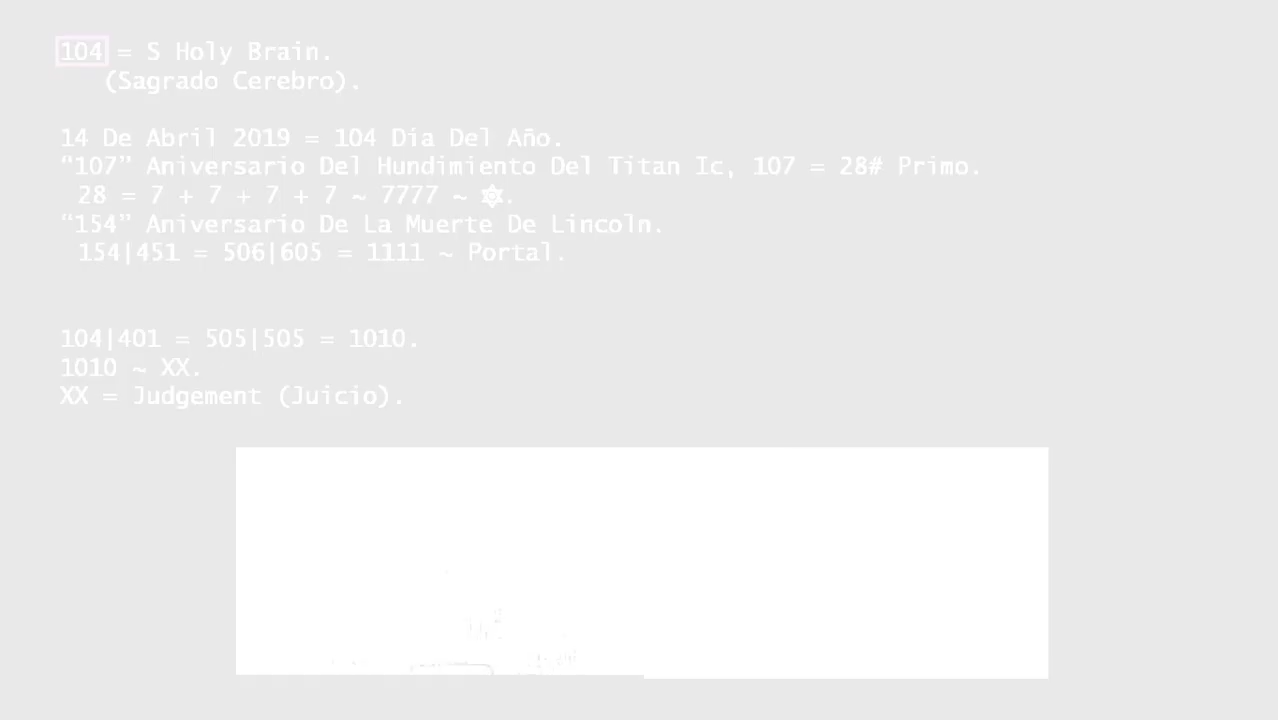 104 = S Holy Brain.
(Sagrado Cerebro).
14 De Abril 2019 = 104 Día Del Año.
“107” Aniversario Del Hundimiento Del Titan Ic, 107 = 28# Primo.
28 = 7 + 7 + 7 + 7 ~ 7777 ~ ✡.
“154” Aniversario De La Muerte De Lincoln.
154|451 = 506|605 = 1111 ~ Portal.
104|401 = 505|505 = 1010.
1010 ~ XX.
XX = Judgement (Juicio).